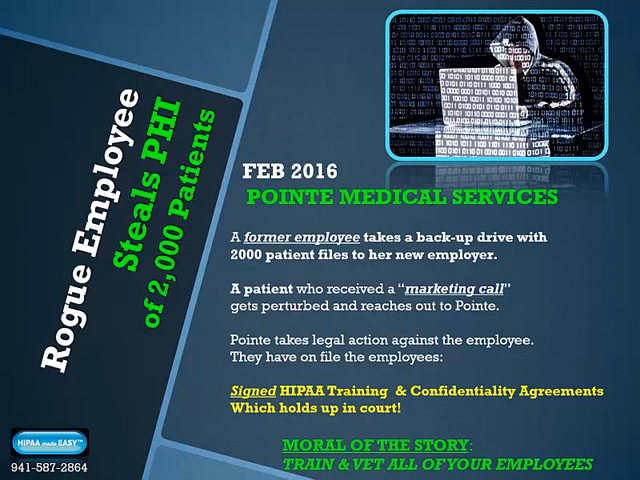 Rogue Employee
Steals PHI
of 2,000 Patients
FEB 2016
POINTE MEDICAL SERVICES
A former employee takes a back-up drive with
2000 patient files to her new employer.
A patient who received a “marketing call”
gets perturbed and reaches out to Pointe.
Pointe takes legal action against the employee.
They have on file the employees:
Signed HIPAA Training & Confidentiality Agreements
Which holds up in court!
MORAL OF THE STORY:
TRAIN & VET ALL OF YOUR EMPLOYEES
HIPAA made EASY™
941-587-2864